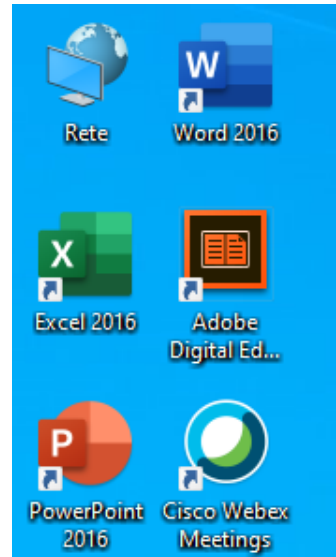 Rete
Word 2016
W
X
Excel 2016
Adobe
Digital Ed...
P
PowerPoint
2016
Cisco Webex
Meetings